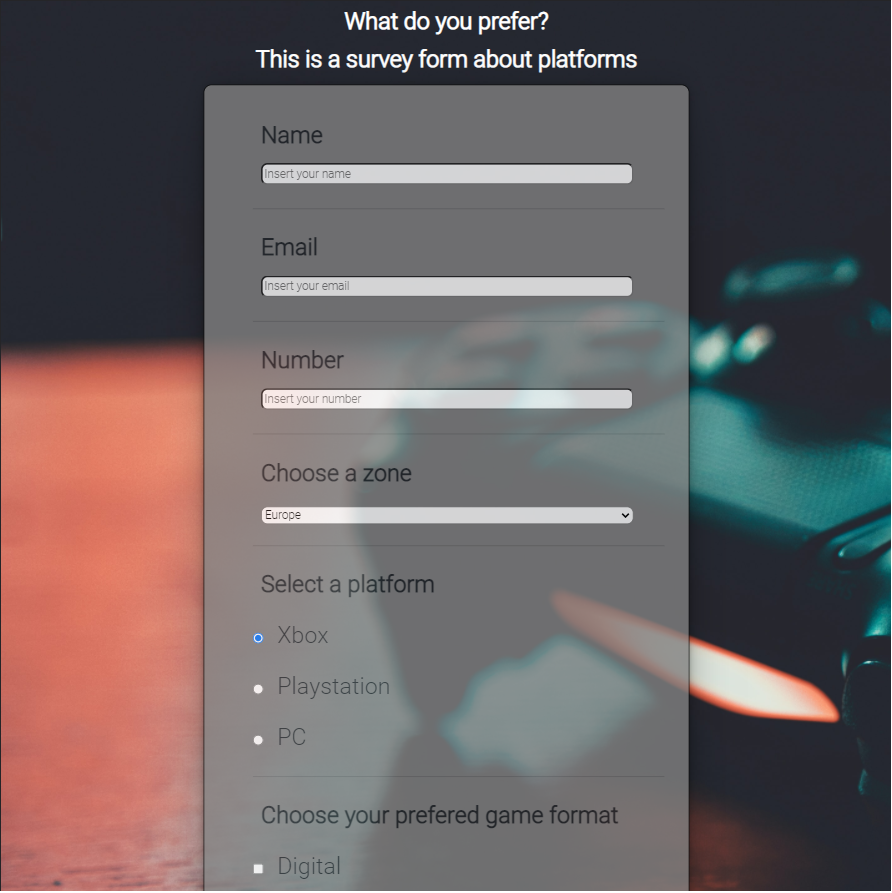 What do you prefer?
This is a survey form about platforms
Name
Insert your name
Email
Insert your email
Number
Insert your number
Choose a zone
Europe
Select a platform
Xbox
Playstation
PC
Choose your prefered game format
Digital